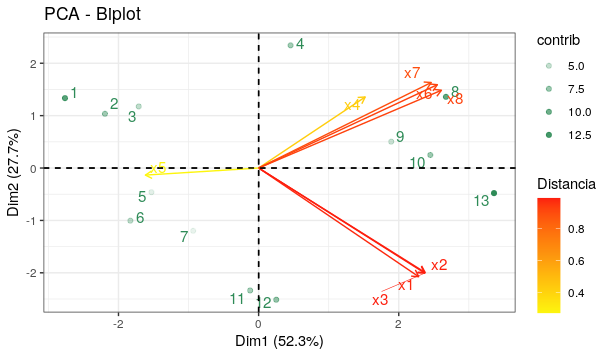 PCA - Biplot
4
x7
x6
8
x8
1
2
3
x4
9
10
x5
5
6
7
13
x2
x1
x3
11
12
2
1
0
-1
-2
-2
0
2
Dim2 (27.7%)
Dim1 (52.3%)
contrib
5.0
7.5
10.0
12.5
Distancia
0.8
0.6
0.4